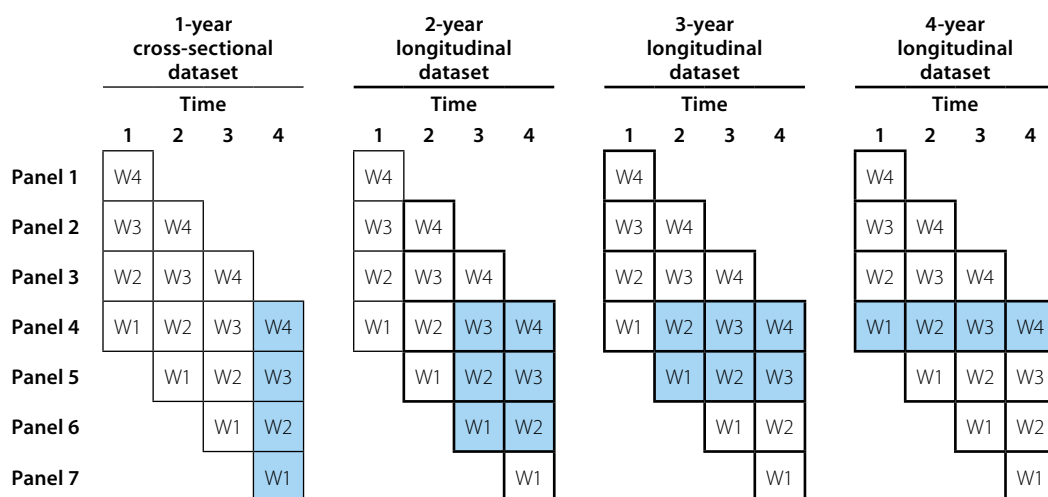 1-year 2-year 3-year 4-year
cross-sectional longitudinal longitudinal longitudinal
dataset dataset dataset dataset
Time Time Time Time
1 2 3 4 1 2 3 4 1 2 3 4 1 2 3 4
Panel 1 W4 W4 W4 W4
Panel 2 W3 W4 W3 W4 W3 W4 W3 W4
Panel 3 W2 W3 W4 W2 W3 W4 W2 W3 W4 W2 W3 W4
Panel 4 W1 W2 W3 W4 W1 W2 W3 W4 W1 W2 W3 W4 W1 W2 W3 W4
Panel 5 W1 W2 W3 W1 W2 W3 W1 W2 W3 W1 W2 W3
Panel 6 W1 W2 W1 W2 W1 W2 W1 W2
Panel 7 W1 W1 W1 W1